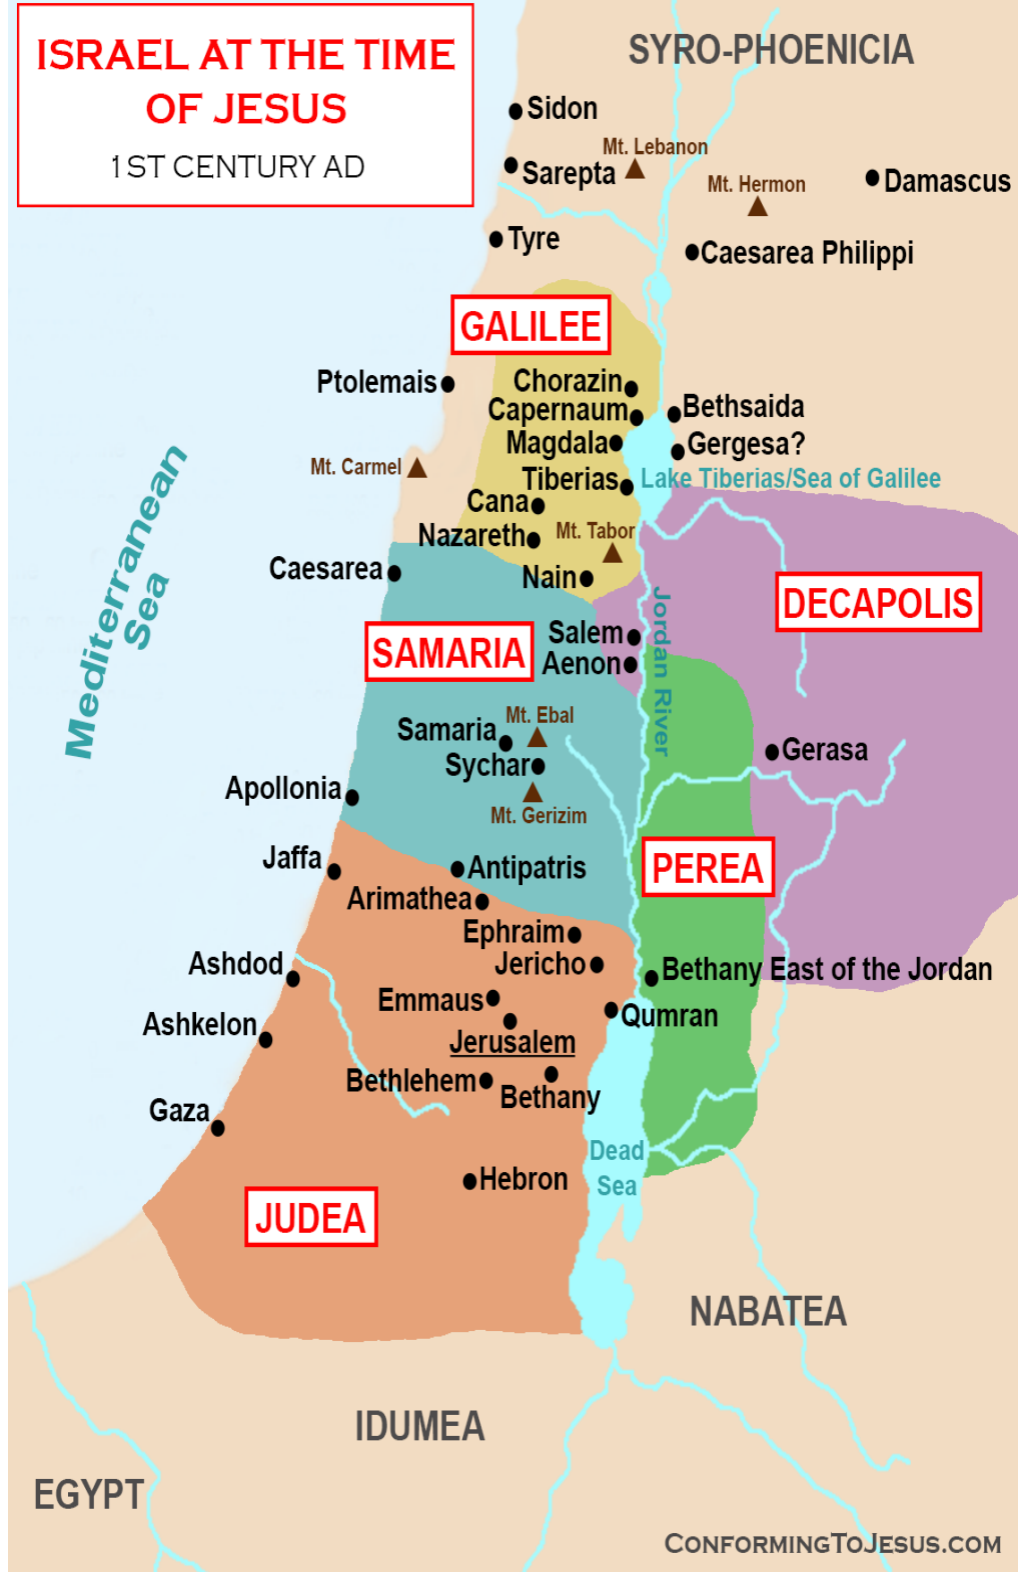 ISRAEL AT THE TIME
OF JESUS
1ST CENTURY AD
SYRO-PHOENICIA
Sidon
Mt. Lebanon
Sarepta
Mt. Hermon
Damascus
Tyre
Caesarea Philippi
GALILEE
Ptolemais
Chorazin
Capernaum
Bethsaida
Magdala
Gergesa?
Mt. Carmel
Tiberias
Lake Tiberias/Sea of Galilee
Cana
Nazareth
Mt. Tabor
Mediterranean
Sea
Caesarea
Nain
DECAPOLIS
Jordan River
Salem
SAMARIA
Aenon
Mt. Ebal
Samaria
Gerasa
Sychar
Apollonia
Mt. Gerizim
Jaffa
Antipatris
PEREA
Arimathea
Ephraim
Ashdod
Jericho
Bethany East of the Jordan
Emmaus
Qumran
Ashkelon
Jerusalem
Bethlehem
Bethany
Gaza
Dead
Sea
Hebron
JUDEA
NABATEA
IDUMEA
EGYPT
CONFORMINGTOJESUS.COM